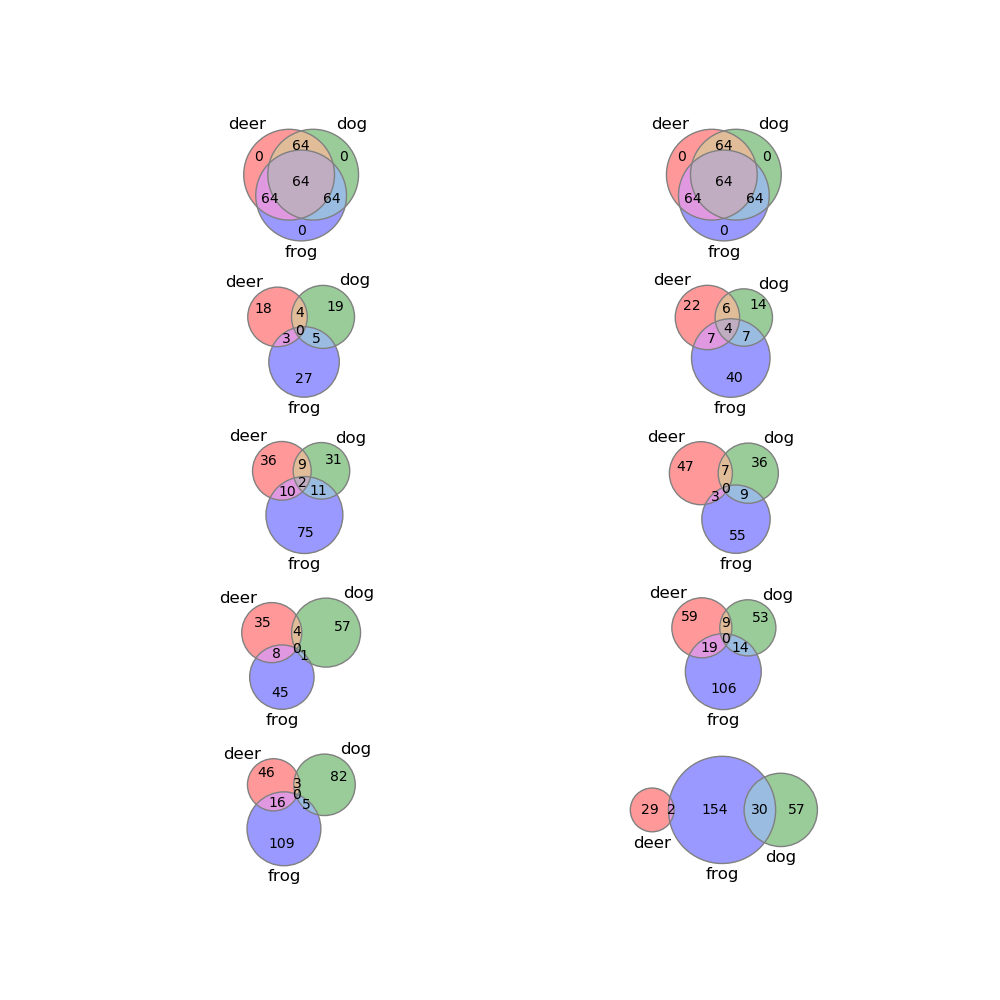 deer dog deer dog
64 64
0 0 0 0
64 64
64 64 64 64
0 0
frog frog
deer dog deer dog
18 4 19 22 6 14
0 4
3 5 7 7
27 40
frog frog
deer dog deer dog
36 9 31 47 7 36
2 0
10 11 3 9
75 55
frog frog
deer dog deer dog
35 4 57 59 9 53
0 0
8 1 19 14
45 106
frog frog
deer dog
46 3 82
0
16 5
109
frog
29 2 154 30 57
deer
dog
frog